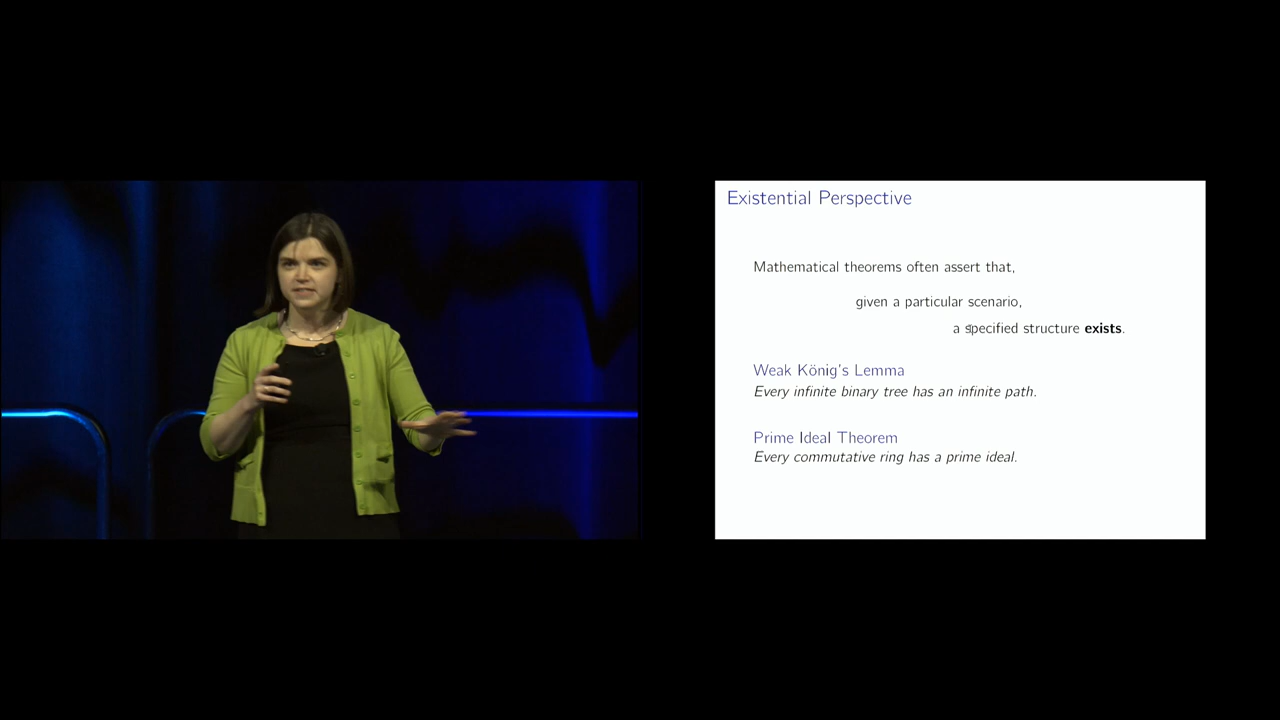 Existential Perspective
Mathematical theorems often assert that,
given a particular scenario,
a specified structure exists.
Weak König's Lemma
Every infinite binary tree has an infinite path.
Prime Ideal Theorem
Every commutative ring has a prime ideal.